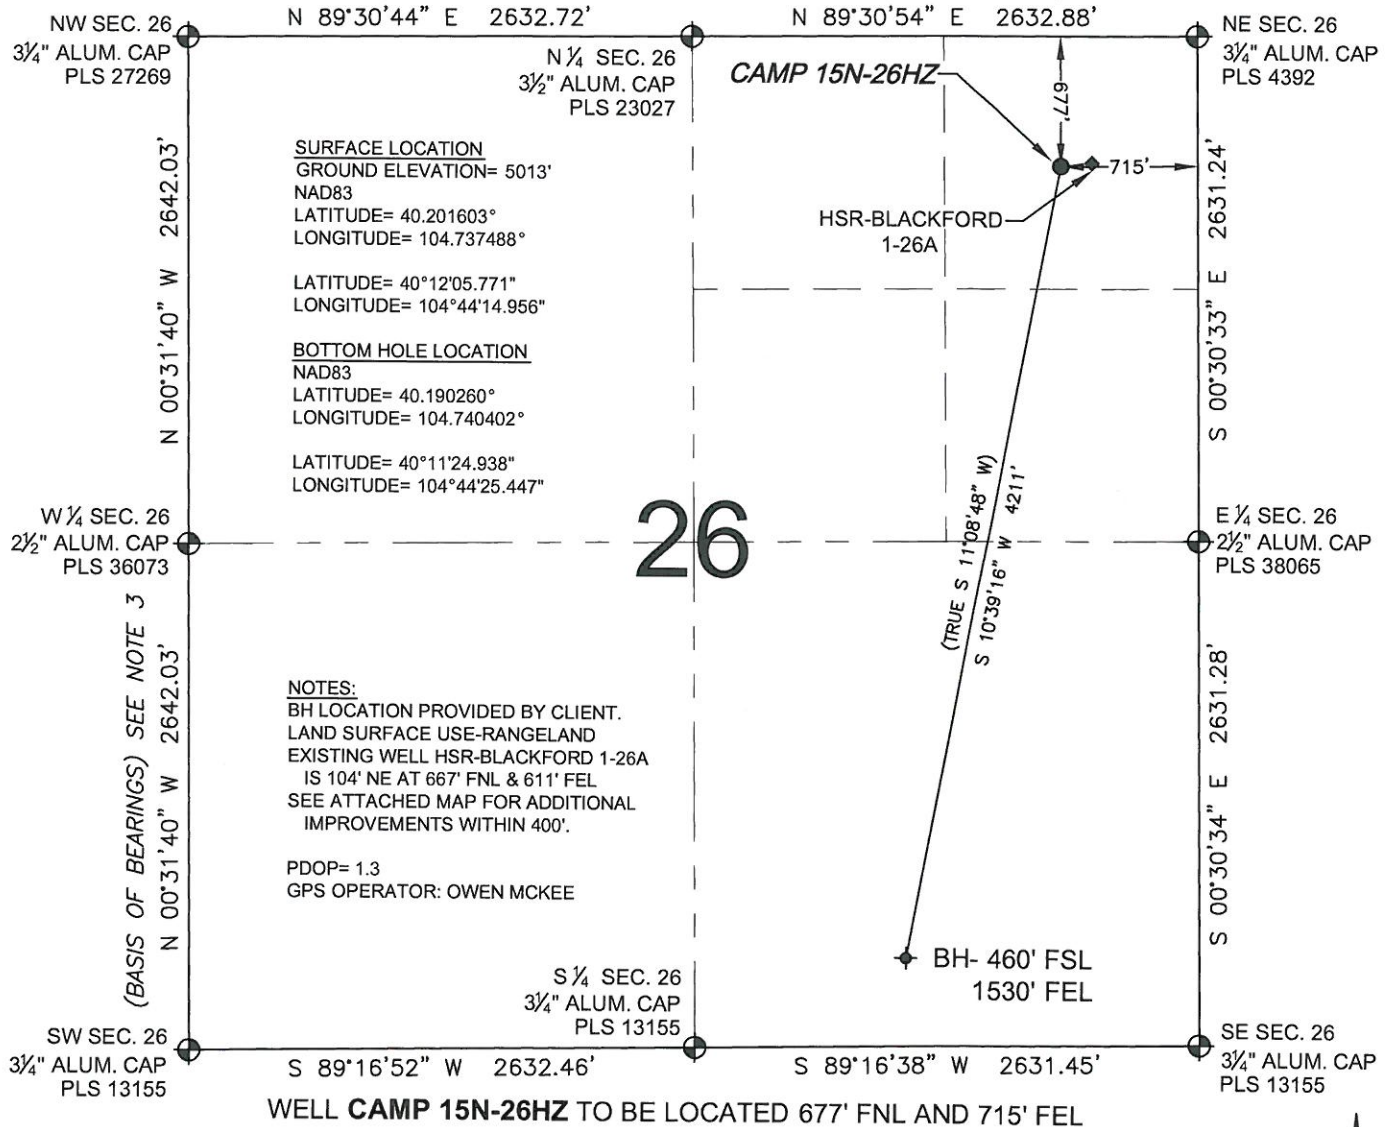 N 89°30'44" E 2632.72'
N 89°30'54" E 2632.88'
NW SEC. 26
3¼" ALUM. CAP
PLS 27269
N ¼ SEC. 26
3½" ALUM. CAP
PLS 23027
CAMP 15N-26HZ
NE SEC. 26
3¼" ALUM. CAP
PLS 4392
677'
715'
HSR-BLACKFORD
1-26A
SURFACE LOCATION
GROUND ELEVATION= 5013'
NAD83
LATITUDE= 40.201603°
LONGITUDE= 104.737488°
LATITUDE= 40°12'05.771"
LONGITUDE= 104°44'14.956"
BOTTOM HOLE LOCATION
NAD83
LATITUDE= 40.190260°
LONGITUDE= 104.740402°
LATITUDE= 40°11'24.938"
LONGITUDE= 104°44'25.447"
N 00°31'40" W 2642.03'
S 00°30'33" E 2631.24'
W ¼ SEC. 26
2½" ALUM. CAP
PLS 36073
26
E ¼ SEC. 26
2½" ALUM. CAP
PLS 38065
(TRUE S 11°08'48" W)
S 10°39'16" W 4211'
(BASIS OF BEARINGS) SEE NOTE 3
N 00°31'40" W 2642.03'
S 00°30'34" E 2631.28'
NOTES:
BH LOCATION PROVIDED BY CLIENT.
LAND SURFACE USE-RANGELAND
EXISTING WELL HSR-BLACKFORD 1-26A
IS 104' NE AT 667' FNL & 611' FEL
SEE ATTACHED MAP FOR ADDITIONAL
IMPROVEMENTS WITHIN 400'.
PDOP= 1.3
GPS OPERATOR: OWEN MCKEE
BH- 460' FSL
1530' FEL
S ¼ SEC. 26
3¼" ALUM. CAP
PLS 13155
SW SEC. 26
3¼" ALUM. CAP
PLS 13155
SE SEC. 26
3¼" ALUM. CAP
PLS 13155
S 89°16'52" W 2632.46'
S 89°16'38" W 2631.45'
WELL CAMP 15N-26HZ TO BE LOCATED 677' FNL AND 715' FEL